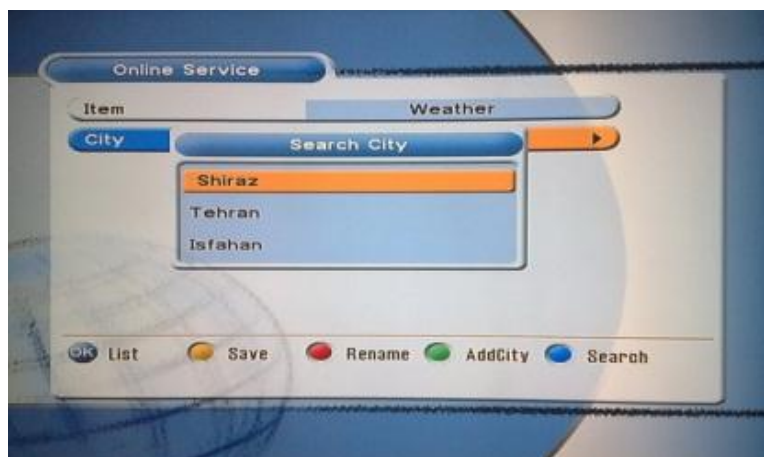 Online Service
Item Weather
City
Search City
Shiraz
Tehran
Isfahan
OK List Save Rename AddCity Search